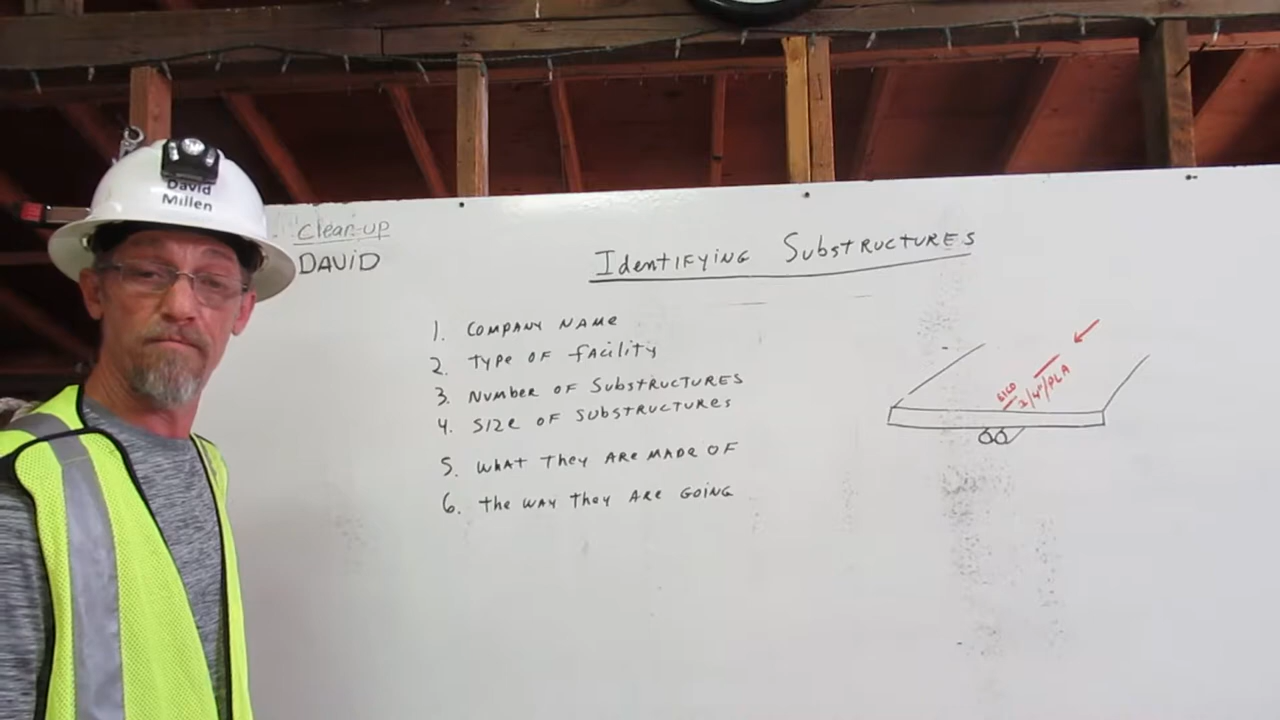 David
Millen
Clean-up
DAVID
Identifying Substructures
1. Company Name
2. Type of facility
3. Number of Substructures
4. Size of Substructures
5. What they are made of
6. The way they are going
2/4"/PLA